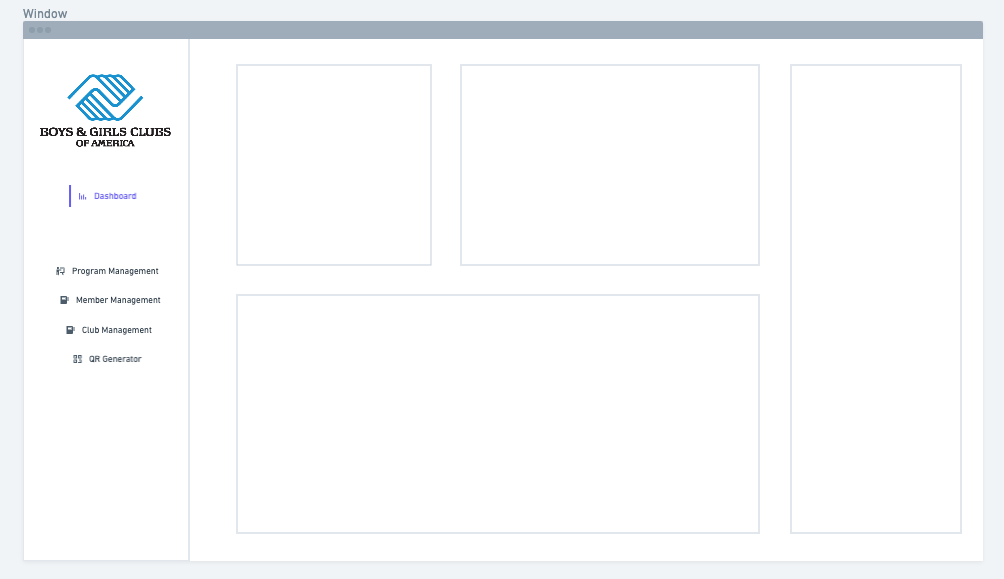 Window
BOYS & GIRLS CLUBS
OF AMERICA
Dashboard
Program Management
Member Management
Club Management
QR Generator